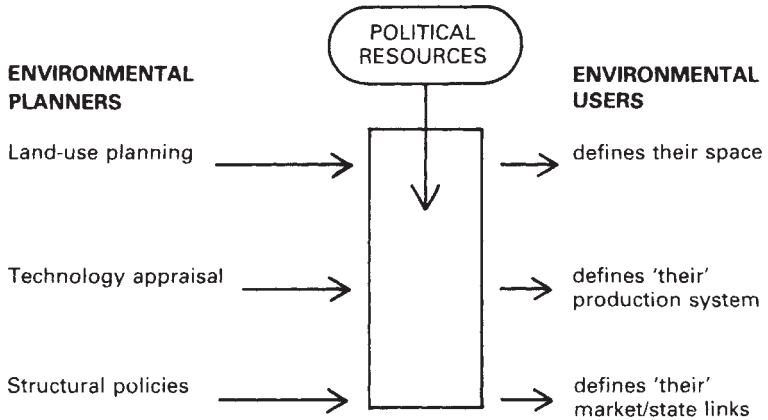 POLITICAL
RESOURCES
ENVIRONMENTAL
PLANNERS
ENVIRONMENTAL
USERS
Land-use planning
defines their space
Technology appraisal
defines 'their'
production system
Structural policies
defines 'their'
market/state links